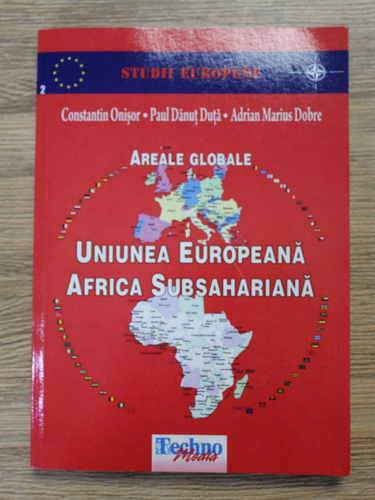 STUDII EUROPENE
2
Constantin Onișor • Paul Dănuț Duță • Adrian Marius Dobre
AREALE GLOBALE
UNIUNEA EUROPEANĂ
AFRICA SUBSAHARIANĂ
Techno
Media